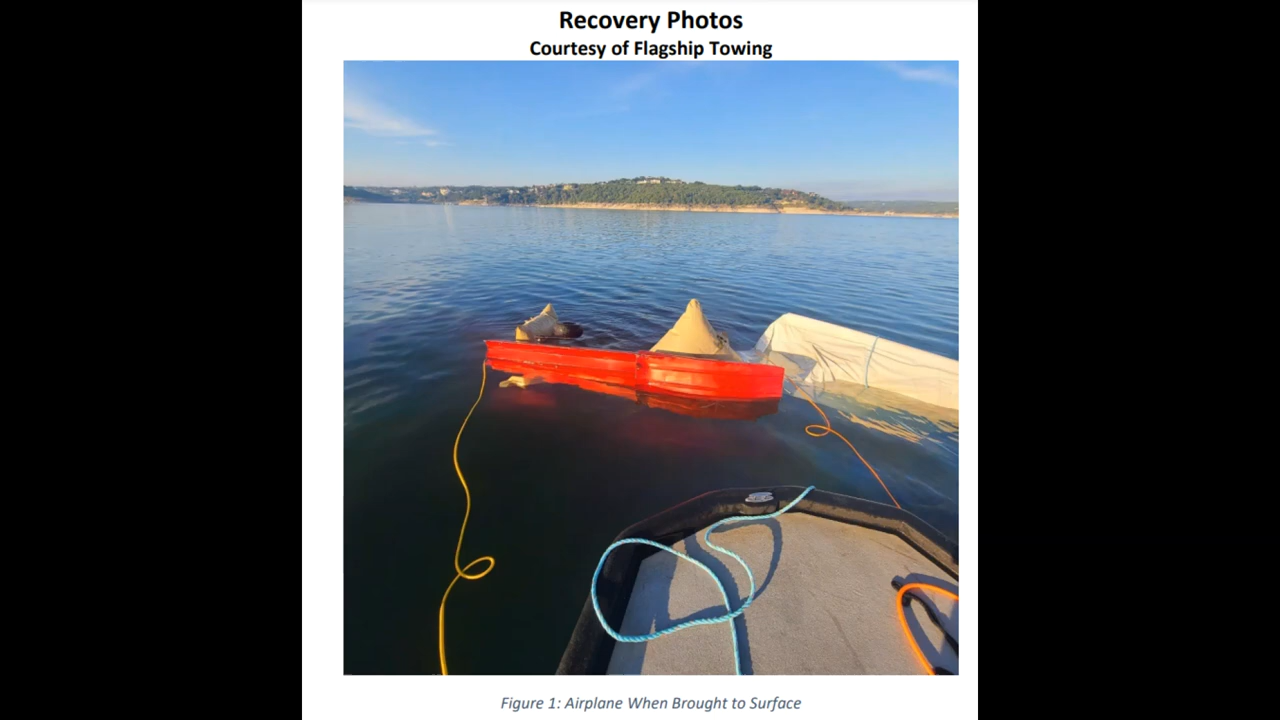 Recovery Photos
Courtesy of Flagship Towing
Figure 1: Airplane When Brought to Surface